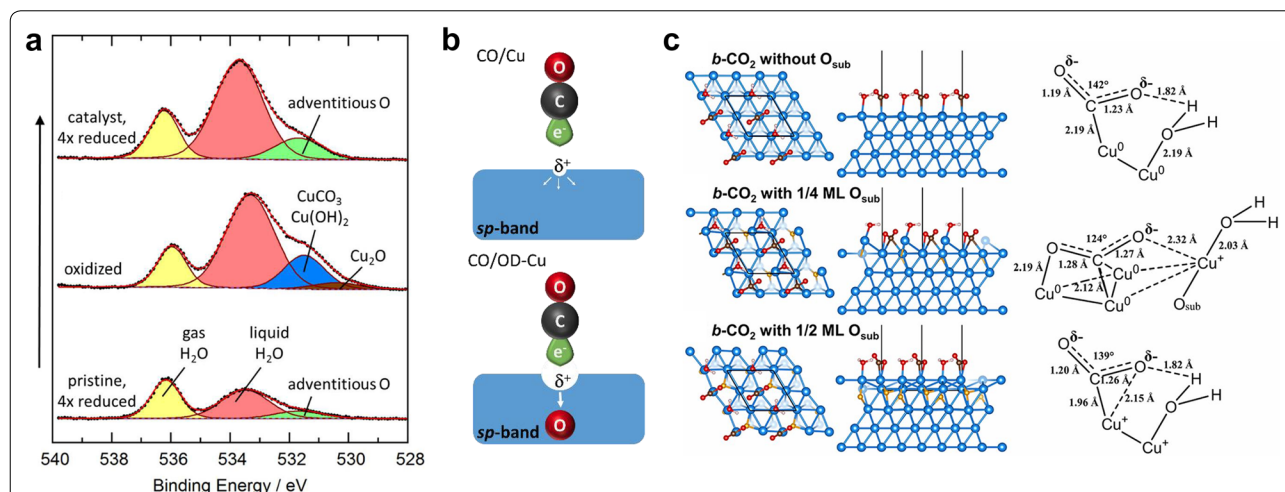 a
catalyst,
4x reduced
adventitious O
CuCO3
Cu(OH)2
Cu2O
oxidized
gas
H2O
liquid
H2O
adventitious O
pristine,
4x reduced
540 538 536 534 532 530 528
Binding Energy / eV
b
CO/Cu
O
C
e-
δ+
sp-band
CO/OD-Cu
O
C
e-
δ+
O
sp-band
c
b-CO2 without Osub
O δ-
142° O δ-
1.82 Å
1.19 Å
1.23 Å
H
H
2.19 Å
O
2.19 Å
Cu0
Cu0
b-CO2 with 1/4 ML Osub
H
O
H
O 124° O δ-
2.32 Å
2.03 Å
2.19 Å
1.28 Å
1.27 Å
Cu0
Cu+
2.12 Å
Cu0
Cu0
Osub
b-CO2 with 1/2 ML Osub
O δ-
139° O δ-
1.82 Å
1.20 Å
1.26 Å
H
H
1.96 Å
2.15 Å
O
Cu+
Cu+